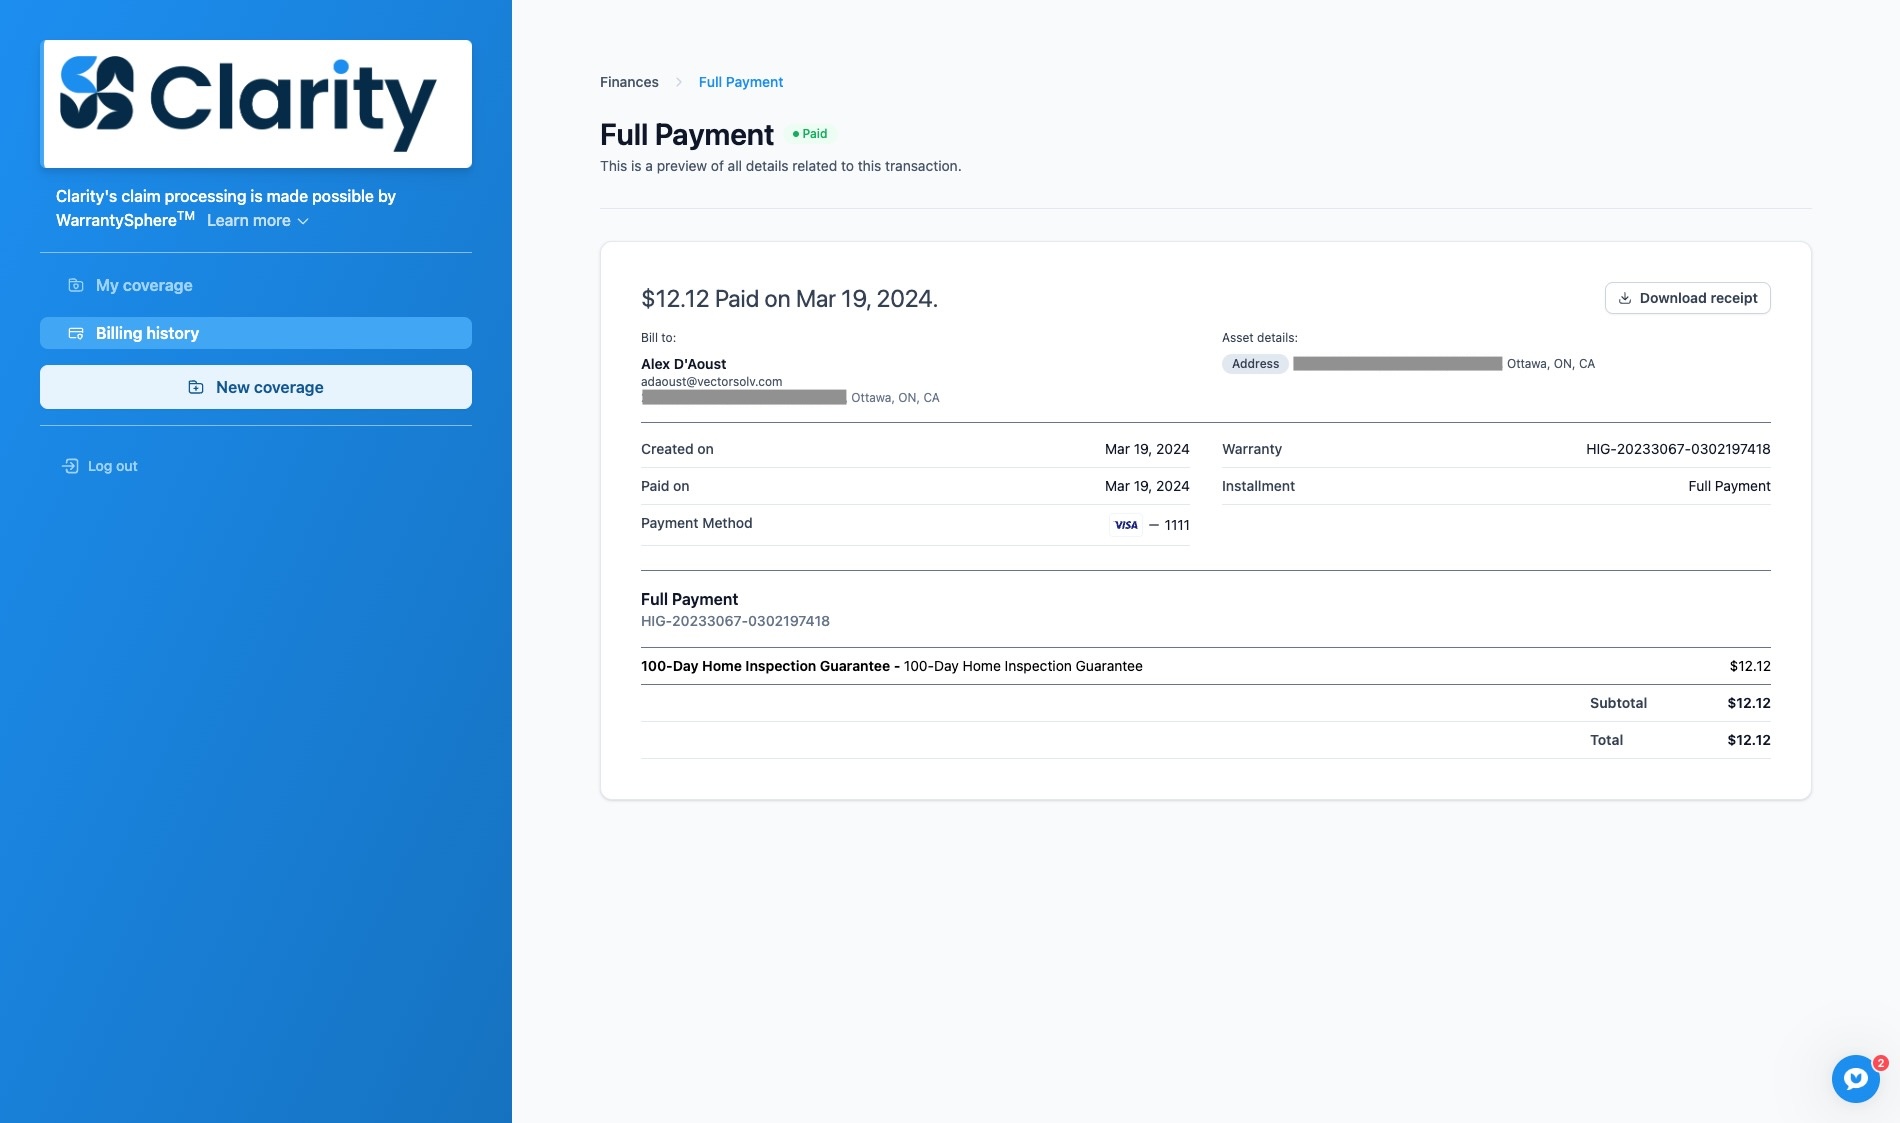 Clarity
Clarity's claim processing is made possible by
WarrantySphere™ Learn more
My coverage
Billing history
New coverage
Log out
Finances > Full Payment
Full Payment
Paid
This is a preview of all details related to this transaction.
$12.12 Paid on Mar 19, 2024.
Download receipt
Bill to:
Alex D'Aoust
adaoust@vectorsolv.com
Ottawa, ON, CA
Asset details:
Address Ottawa, ON, CA
Created on Mar 19, 2024
Paid on Mar 19, 2024
Payment Method VISA – 1111
Warranty HIG-20233067-0302197418
Installment Full Payment
Full Payment
HIG-20233067-0302197418
100-Day Home Inspection Guarantee - 100-Day Home Inspection Guarantee $12.12
Subtotal $12.12
Total $12.12
2